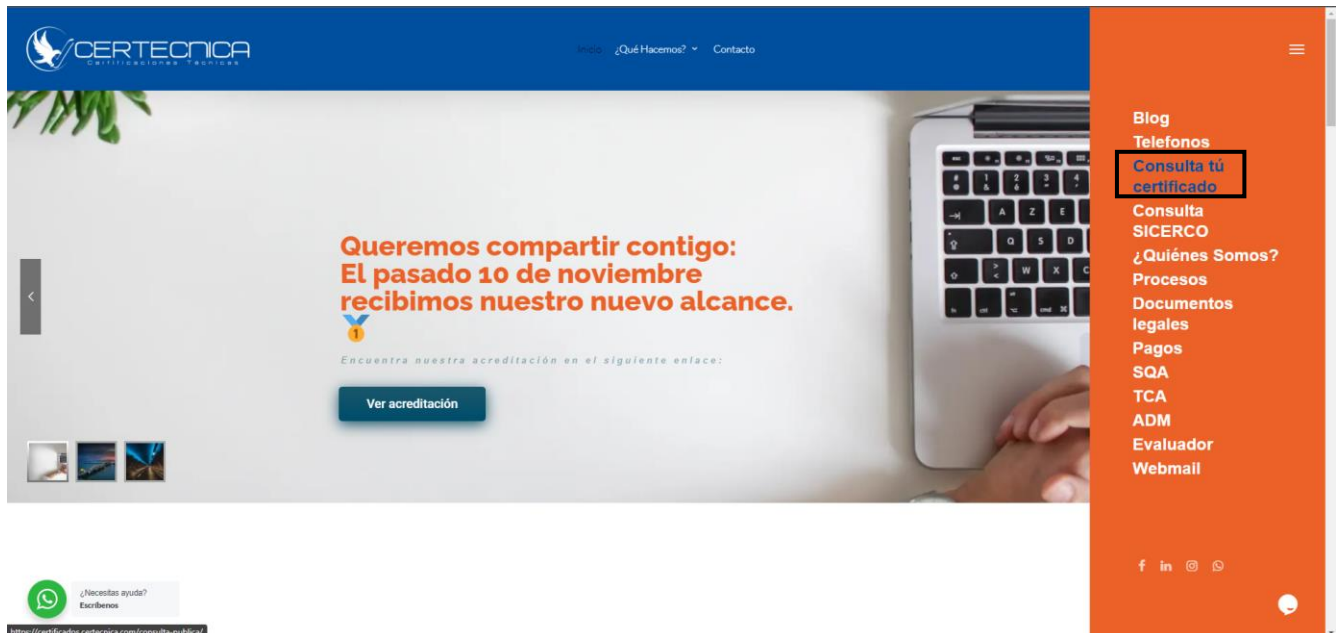 CERTECNICA
Certificaciones Técnicas
Inicio ¿Qué Hacemos? Contacto
Queremos compartir contigo:
El pasado 10 de noviembre
recibimos nuestro nuevo alcance.
Encuentra nuestra acreditación en el siguiente enlace:
Ver acreditación
Blog
Telefonos
Consulta tú
certificado
Consulta
SICERCO
¿Quiénes Somos?
Procesos
Documentos
legales
Pagos
SQA
TCA
ADM
Evaluador
Webmail
¿Necesitas ayuda?
Escríbenos
https://certificados.certecnica.com/consulta-publica/